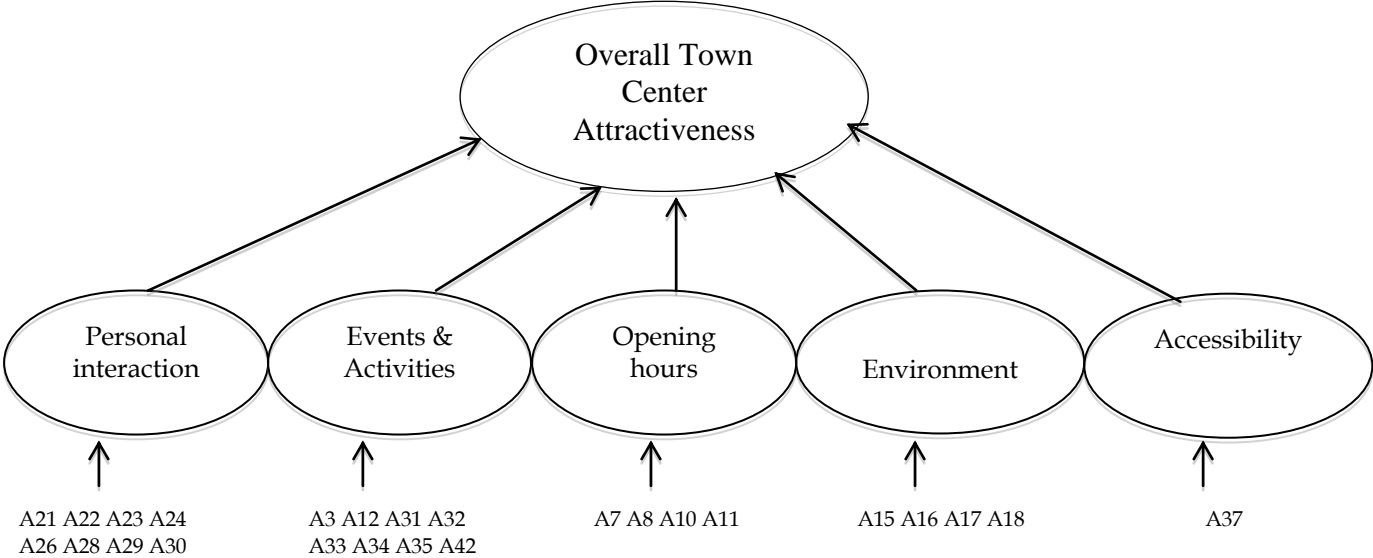 Overall Town
Center
Attractiveness
Personal
interaction
Events &
Activities
Opening
hours
Environment
Accessibility
A21 A22 A23 A24
A26 A28 A29 A30
A3 A12 A31 A32
A33 A34 A35 A42
A7 A8 A10 A11
A15 A16 A17 A18
A37